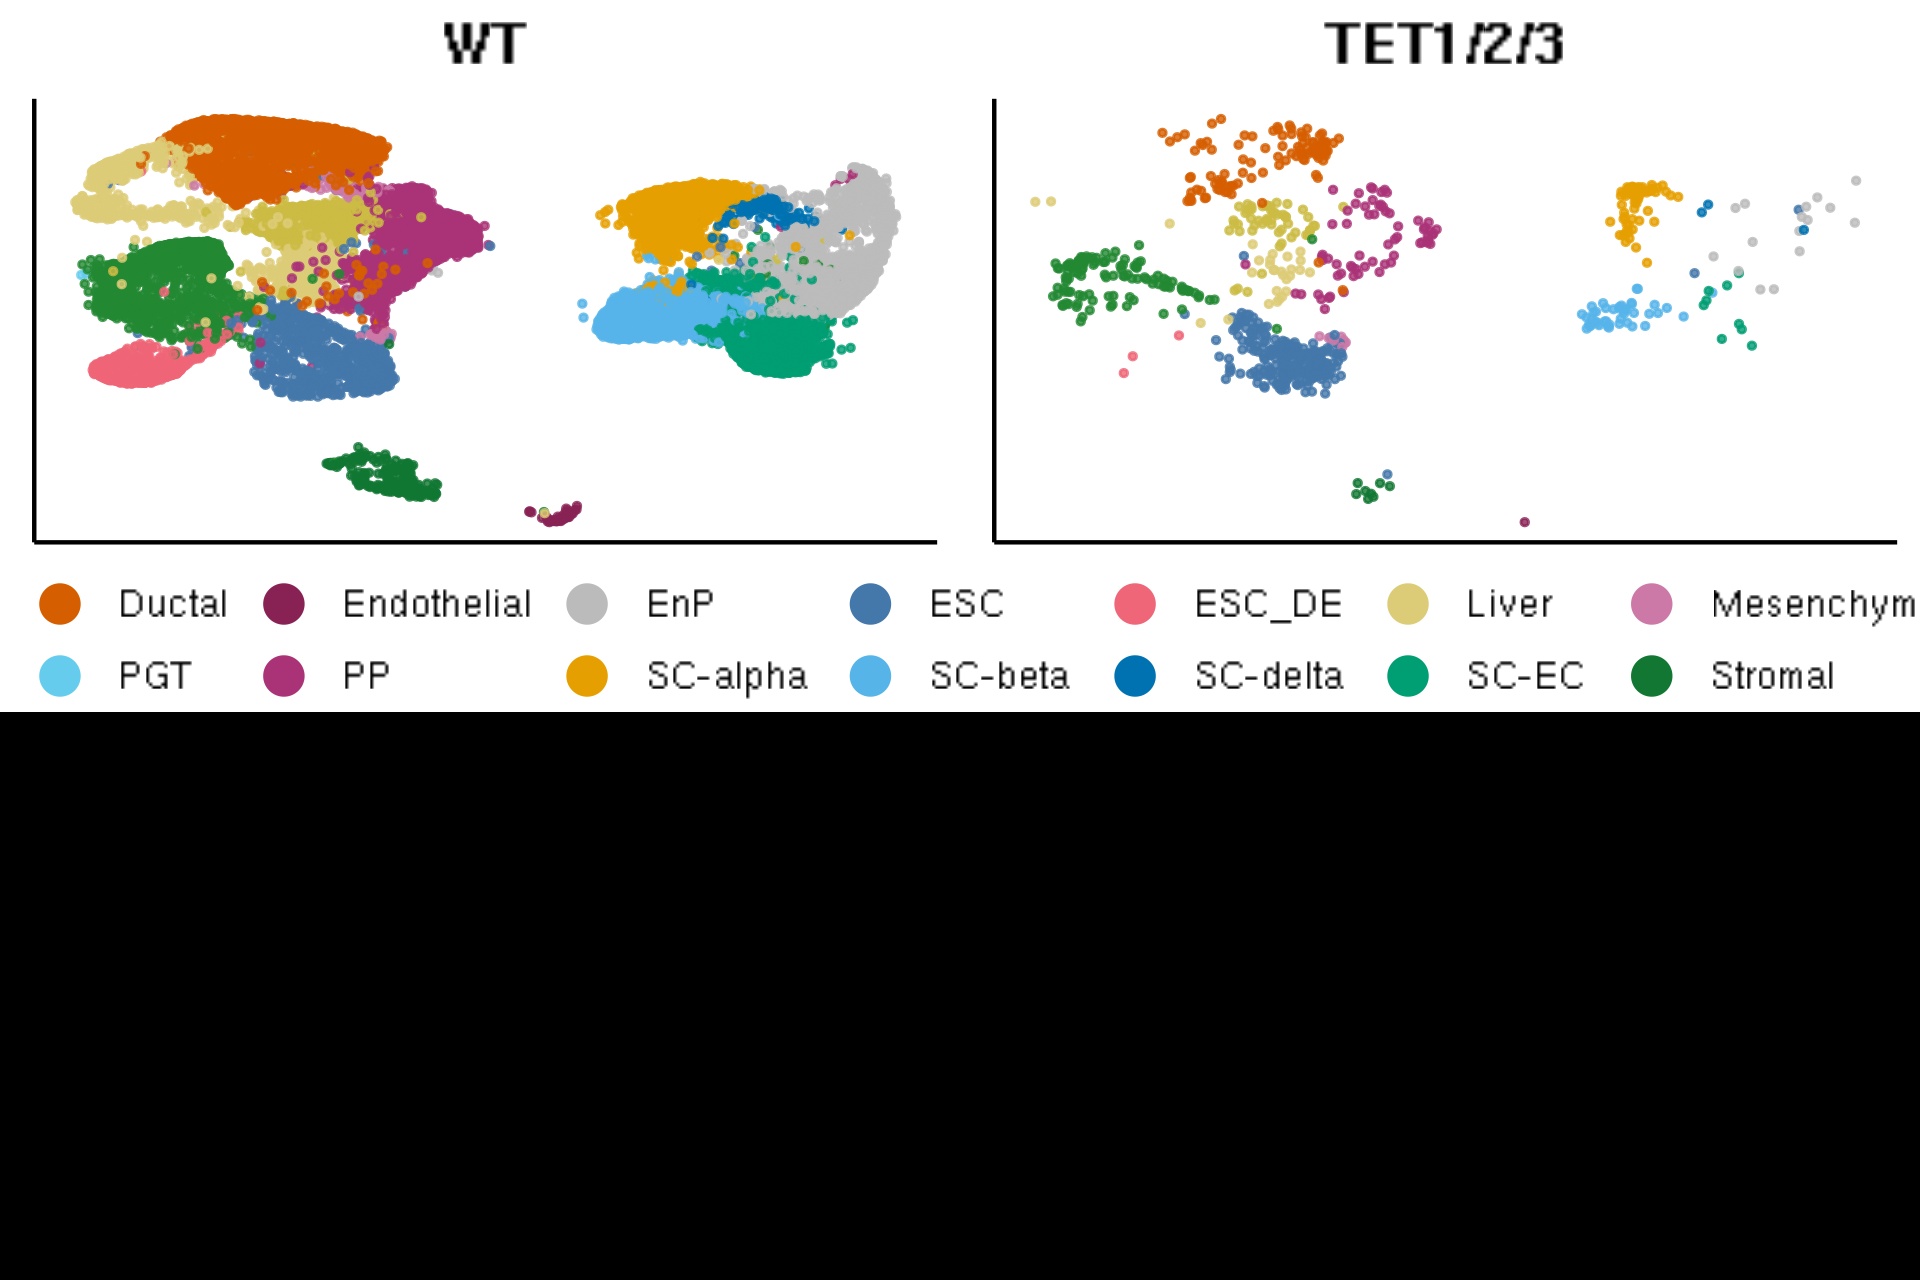 WT TET1/2/3
Ductal Endothelial EnP ESC ESC_DE Liver Mesenchym
PGT PP SC-alpha SC-beta SC-delta SC-EC Stromal